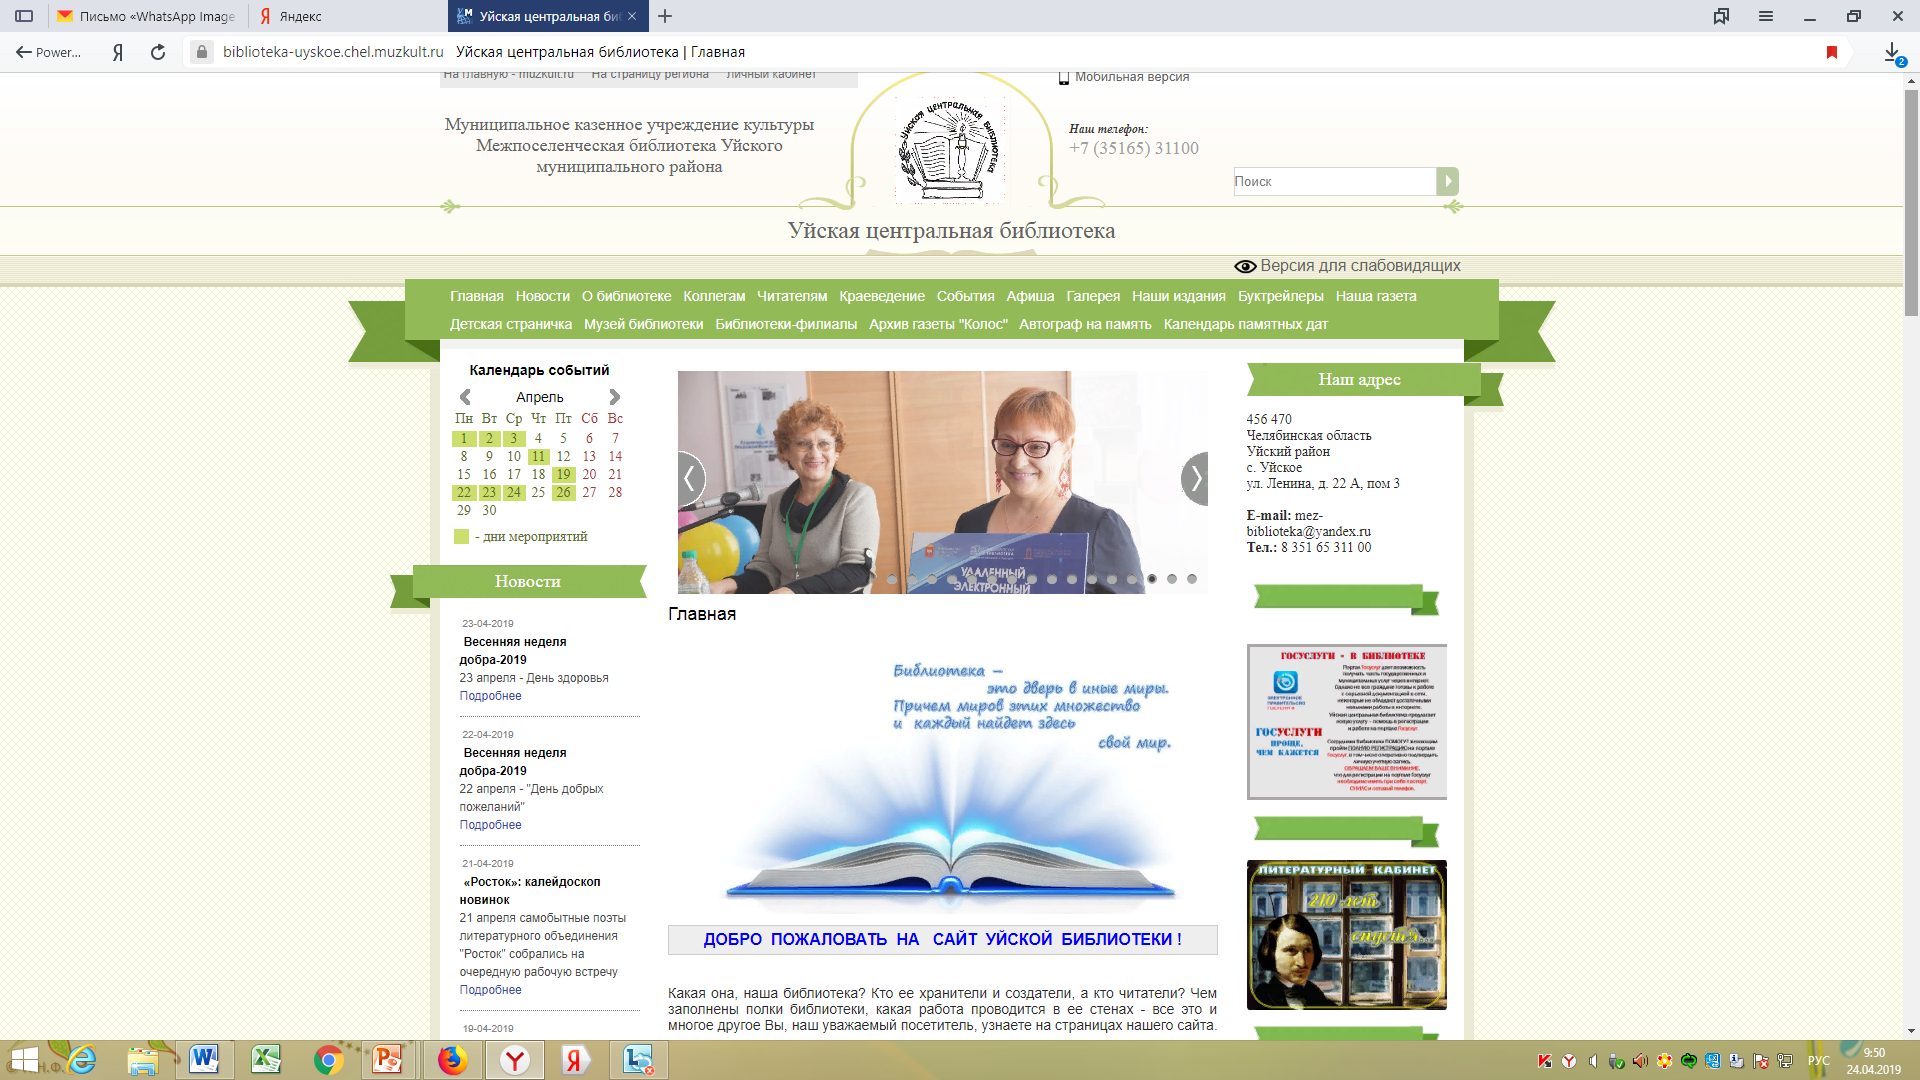 Письмо «WhatsApp Image
Яндекс
Уйская центральная би
Power...
biblioteka-uyskoe.chel.muzkult.ru Уйская центральная библиотека | Главная
2
На главную - muzkult.ru На страницу региона Личный кабинет
Мобильная версия
Муниципальное казенное учреждение культуры
Межпоселенческая библиотека Уйского
муниципального района
Уйская центральная библиотека
Наш телефон:
+7 (35165) 31100
Поиск
Уйская центральная библиотека
Версия для слабовидящих
Главная Новости О библиотеке Коллегам Читателям Краеведение События Афиша Галерея Наши издания Буктрейлеры Наша газета
Детская страничка Музей библиотеки Библиотеки-филиалы Архив газеты "Колос" Автограф на память Календарь памятных дат
Календарь событий
Апрель
Пн Вт Ср Чт Пт Сб Вс
1 2 3 4 5 6 7
8 9 10 11 12 13 14
15 16 17 18 19 20 21
22 23 24 25 26 27 28
29 30
- дни мероприятий
Новости
23-04-2019
Весенняя неделя
добра-2019
23 апреля - День здоровья
Подробнее
22-04-2019
Весенняя неделя
добра-2019
22 апреля - "День добрых
пожеланий"
Подробнее
21-04-2019
«Росток»: калейдоскоп
новинок
21 апреля самобытные поэты
литературного объединения
"Росток" собрались на
очередную рабочую встречу
Подробнее
19-04-2019
УДАЛЕННЫЙ
ЭЛЕКТРОННЫЙ
Главная
Библиотека –
это дверь в иные миры.
Причем миров этих множество
и каждый найдет здесь
свой мир.
ДОБРО ПОЖАЛОВАТЬ НА САЙТ УЙСКОЙ БИБЛИОТЕКИ !
Какая она, наша библиотека? Кто ее хранители и создатели, а кто читатели? Чем
заполнены полки библиотеки, какая работа проводится в ее стенах - все это и
многое другое Вы, наш уважаемый посетитель, узнаете на страницах нашего сайта.
Наш адрес
456 470
Челябинская область
Уйский район
с. Уйское
ул. Ленина, д. 22 А, пом 3
E-mail: mez-
biblioteka@yandex.ru
Тел.: 8 351 65 311 00
ГОСУСЛУГИ - В БИБЛИОТЕКЕ
ГОСУСЛУГИ
ПРОЩЕ,
ЧЕМ КАЖЕТСЯ
ЛИТЕРАТУРНЫЙ КАБИНЕТ
210 лет
спустя...
РУС
9:50
24.04.2019